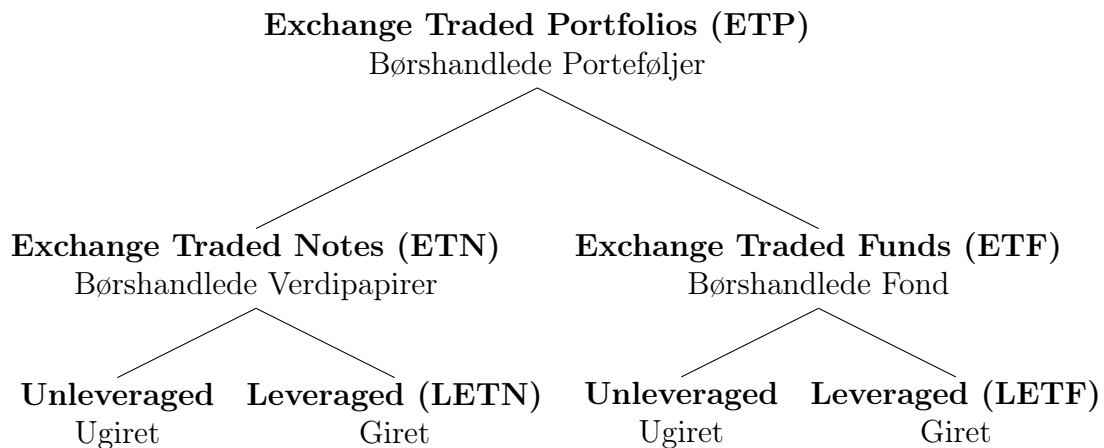 Exchange Traded Portfolios (ETP)
Børshandlede Porteføljer
Exchange Traded Notes (ETN)
Børshandlede Verdipapirer
Exchange Traded Funds (ETF)
Børshandlede Fond
Unleveraged
Ugiret
Leveraged (LETN)
Giret
Unleveraged
Ugiret
Leveraged (LETF)
Giret